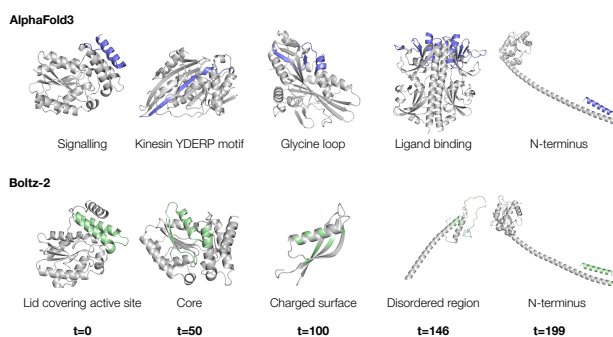 AlphaFold3
Signalling Kinesin YDERP motif Glycine loop Ligand binding N-terminus
Boltz-2
Lid covering active site Core Charged surface Disordered region N-terminus
t=0 t=50 t=100 t=146 t=199